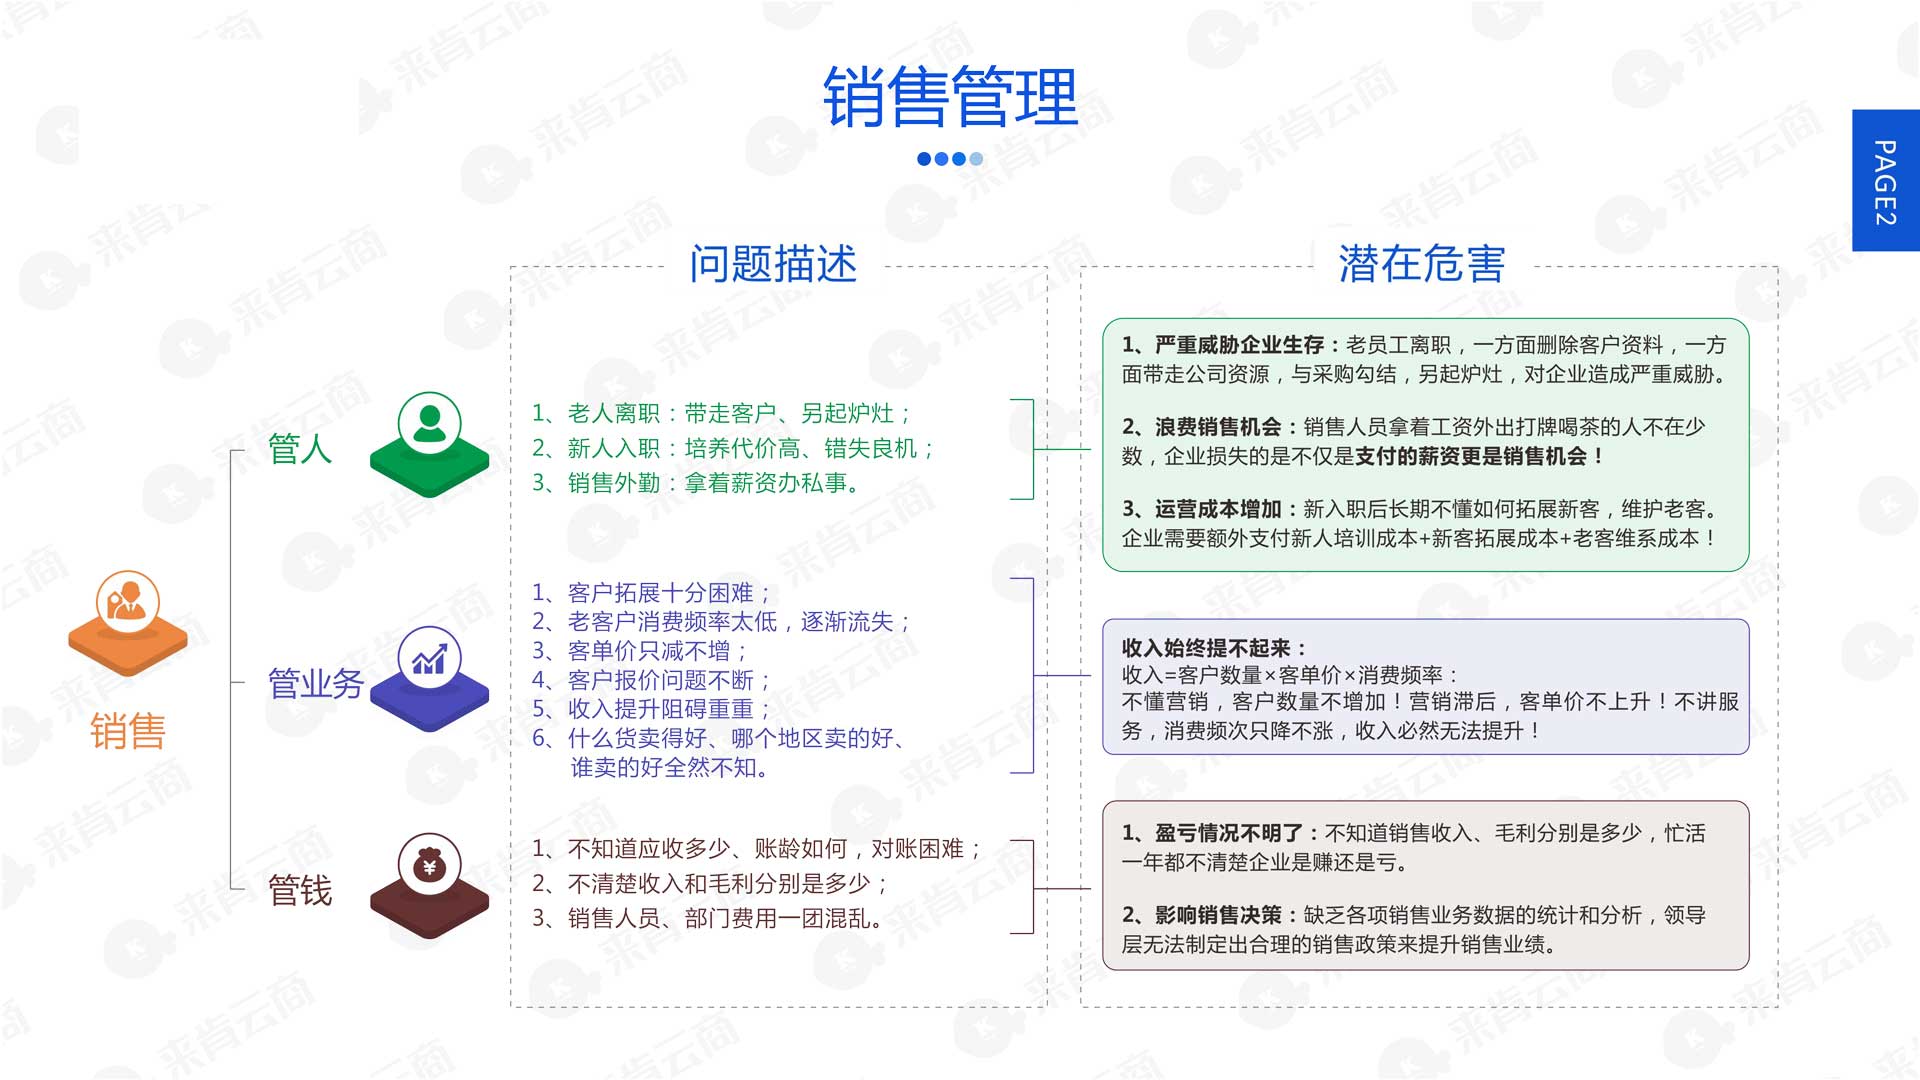 销售管理
PAGE2
问题描述
潜在危害
销售
管人
1、老人离职：带走客户、另起炉灶；
2、新人入职：培养代价高、错失良机；
3、销售外勤：拿着薪资办私事。
1、严重威胁企业生存：老员工离职，一方面删除客户资料，一方
面带走公司资源，与采购勾结，另起炉灶，对企业造成严重威胁。
2、浪费销售机会：销售人员拿着工资外出打牌喝茶的人不在少
数，企业损失的是不仅是支付的薪资更是销售机会！
3、运营成本增加：新入职后长期不懂如何拓展新客，维护老客。
企业需要额外支付新人培训成本+新客拓展成本+老客维系成本！
管业务
1、客户拓展十分困难；
2、老客户消费频率太低，逐渐流失；
3、客单价只减不增；
4、客户报价问题不断；
5、收入提升阻碍重重；
6、什么货卖得好、哪个地区卖的好、
谁卖的好全然不知。
收入始终提不起来：
收入=客户数量×客单价×消费频率：
不懂营销，客户数量不增加！营销滞后，客单价不上升！不讲服
务，消费频次只降不涨，收入必然无法提升！
管钱
1、不知道应收多少、账龄如何，对账困难；
2、不清楚收入和毛利分别是多少；
3、销售人员、部门费用一团混乱。
1、盈亏情况不明了：不知道销售收入、毛利分别是多少，忙活
一年都不清楚企业是赚还是亏。
2、影响销售决策：缺乏各项销售业务数据的统计和分析，领导
层无法制定出合理的销售政策来提升销售业绩。
来肯云商